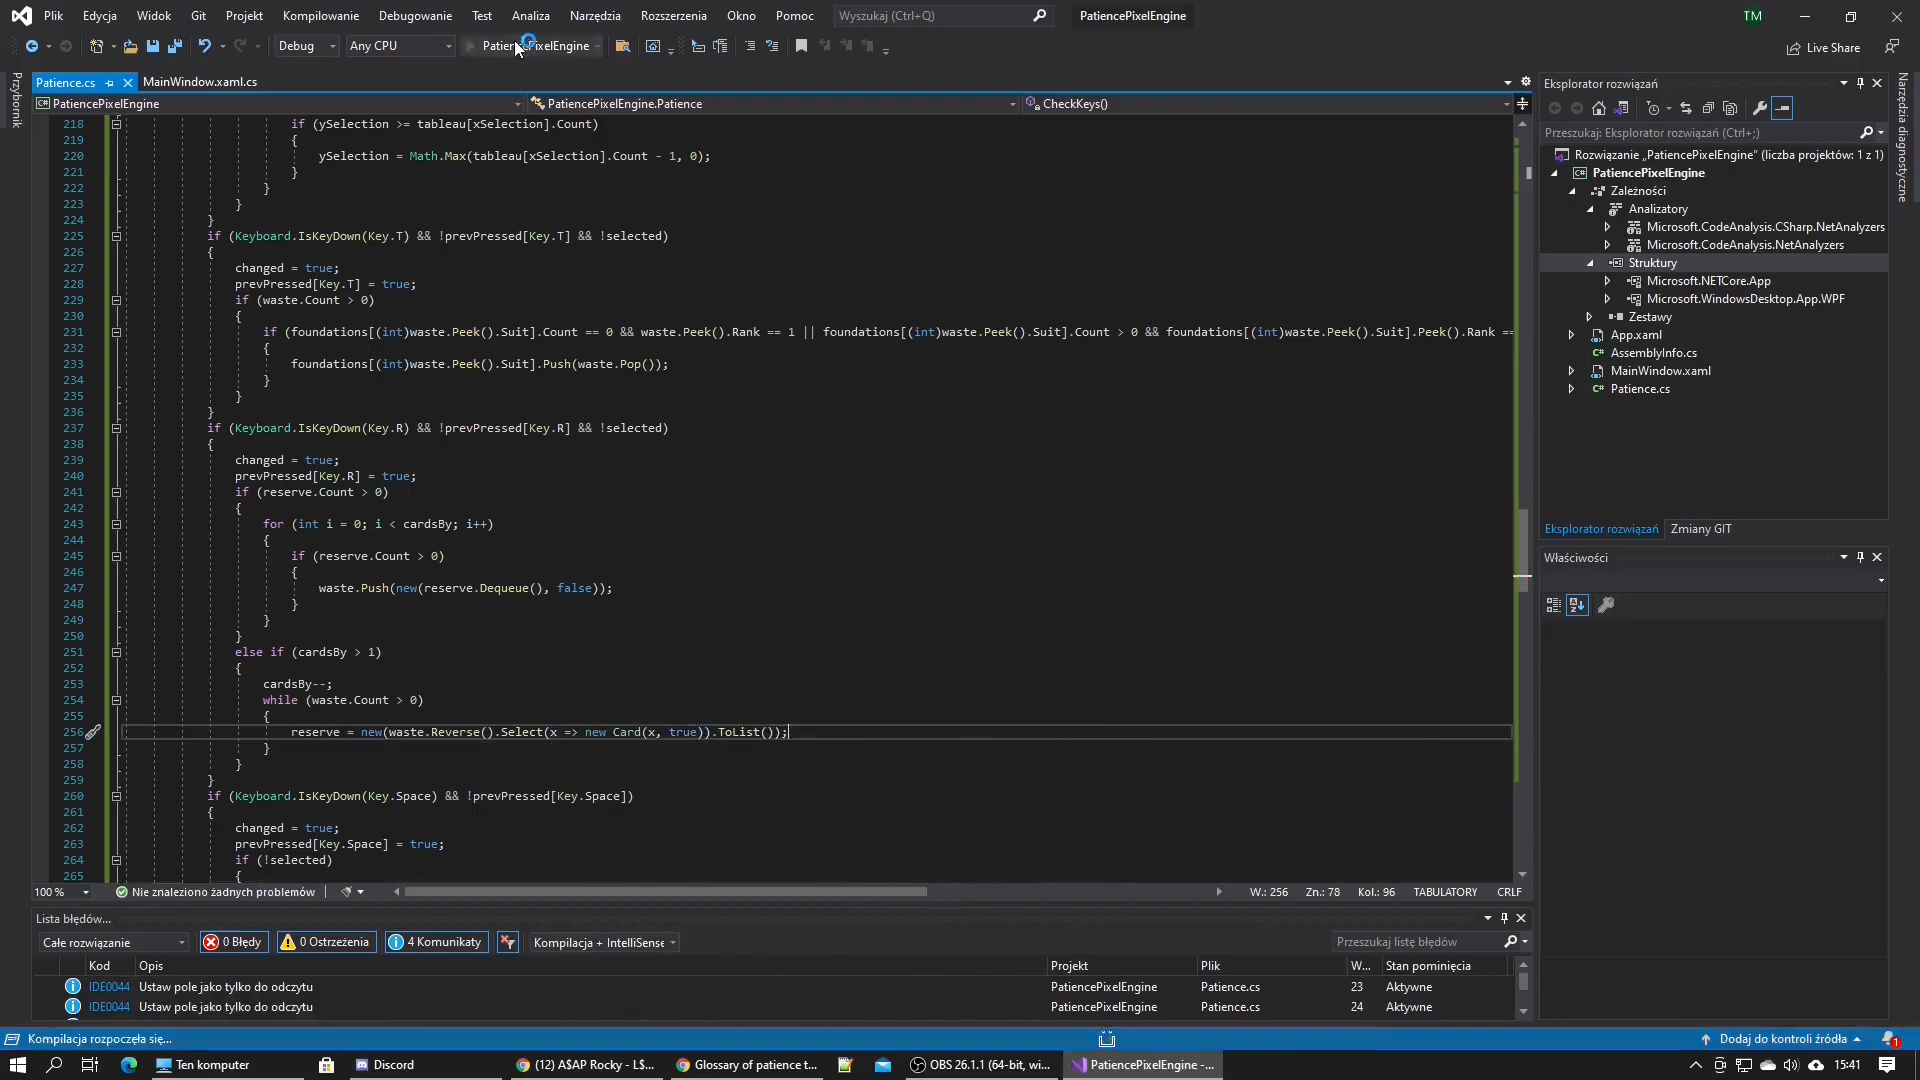 Plik Edycja Widok Git Projekt Kompilowanie Debugowanie Test Analiza Narzędzia Rozszerzenia Okno Pomoc Wyszukaj (Ctrl+Q) PatiencePixelEngine TM
Debug Any CPU PatiencePixelEngine Live Share
Przybornik
Patience.cs MainWindow.xaml.cs
PatiencePixelEngine PatiencePixelEngine.Patience CheckKeys()
218 if (ySelection >= tableau[xSelection].Count)
219 {
220 ySelection = Math.Max(tableau[xSelection].Count - 1, 0);
221 }
222 }
223 }
224 }
225 if (Keyboard.IsKeyDown(Key.T) && !prevPressed[Key.T] && !selected)
226 {
227 changed = true;
228 prevPressed[Key.T] = true;
229 if (waste.Count > 0)
230 {
231 if (foundations[(int)waste.Peek().Suit].Count == 0 && waste.Peek().Rank == 1 || foundations[(int)waste.Peek().Suit].Count > 0 && foundations[(int)waste.Peek().Suit].Peek().Rank ==
232 {
233 foundations[(int)waste.Peek().Suit].Push(waste.Pop());
234 }
235 }
236 }
237 if (Keyboard.IsKeyDown(Key.R) && !prevPressed[Key.R] && !selected)
238 {
239 changed = true;
240 prevPressed[Key.R] = true;
241 if (reserve.Count > 0)
242 {
243 for (int i = 0; i < cardsBy; i++)
244 {
245 if (reserve.Count > 0)
246 {
247 waste.Push(new(reserve.Dequeue(), false));
248 }
249 }
250 }
251 else if (cardsBy > 1)
252 {
253 cardsBy--;
254 while (waste.Count > 0)
255 {
256 reserve = new(waste.Reverse().Select(x => new Card(x, true)).ToList());
257 }
258 }
259 }
260 if (Keyboard.IsKeyDown(Key.Space) && !prevPressed[Key.Space])
261 {
262 changed = true;
263 prevPressed[Key.Space] = true;
264 if (!selected)
265 {
100 % Nie znaleziono żadnych problemów W.: 256 Zn.: 78 Kol.: 96 TABULATORY CRLF
Lista błędów...
Całe rozwiązanie 0 Błędy 0 Ostrzeżenia 4 Komunikaty Kompilacja + IntelliSense Przeszukaj listę błędów
Kod Opis Projekt Plik W... Stan pominięcia
IDE0044 Ustaw pole jako tylko do odczytu PatiencePixelEngine Patience.cs 23 Aktywne
IDE0044 Ustaw pole jako tylko do odczytu PatiencePixelEngine Patience.cs 24 Aktywne
Eksplorator rozwiązań
Przeszukaj: Eksplorator rozwiązań (Ctrl+;)
Rozwiązanie „PatiencePixelEngine” (liczba projektów: 1 z 1)
PatiencePixelEngine
Zależności
Analizatory
Microsoft.CodeAnalysis.CSharp.NetAnalyzers
Microsoft.CodeAnalysis.NetAnalyzers
Struktury
Microsoft.NETCore.App
Microsoft.WindowsDesktop.App.WPF
Zestawy
App.xaml
AssemblyInfo.cs
MainWindow.xaml
Patience.cs
Eksplorator rozwiązań Zmiany GIT
Właściwości
Narzędzia diagnostyczne
Kompilacja rozpoczęła się... Dodaj do kontroli źródła 1
Ten komputer Discord (12) A$AP Rocky - L$... Glossary of patience t... OBS 26.1.1 (64-bit, wi... PatiencePixelEngine -... 15:41